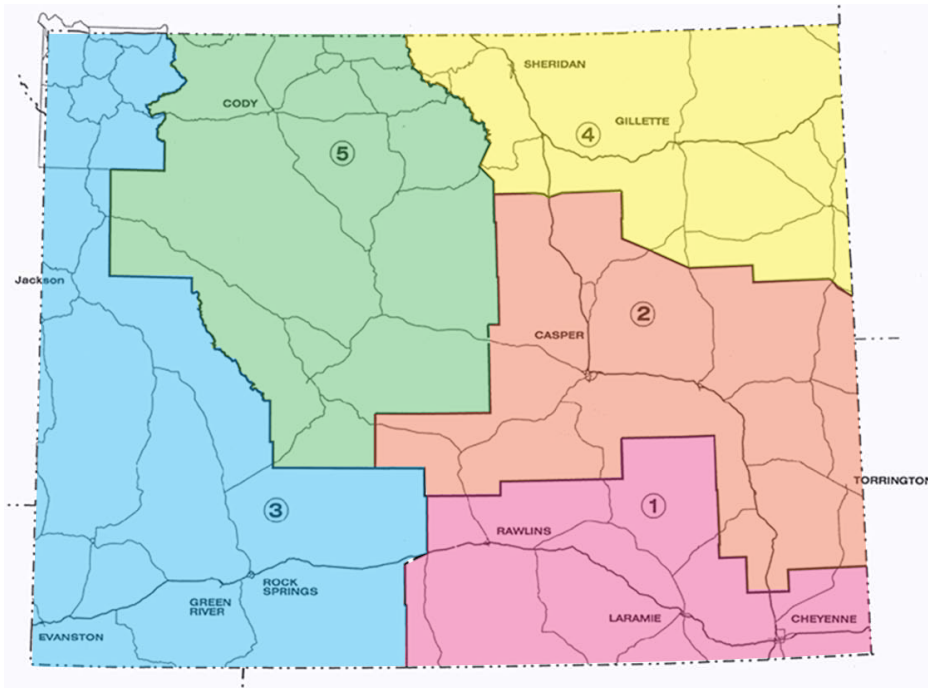 SHERIDAN
CODY
GILLETTE
4
5
Jackson
2
CASPER
TORRINGTON
3
1
RAWLINS
ROCK
SPRINGS
GREEN
RIVER
LARAMIE
CHEYENNE
EVANSTON